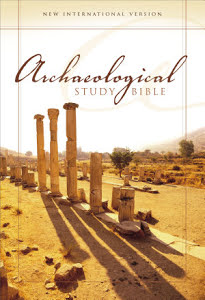 NEW INTERNATIONAL VERSION
Archaeological
STUDY BIBLE